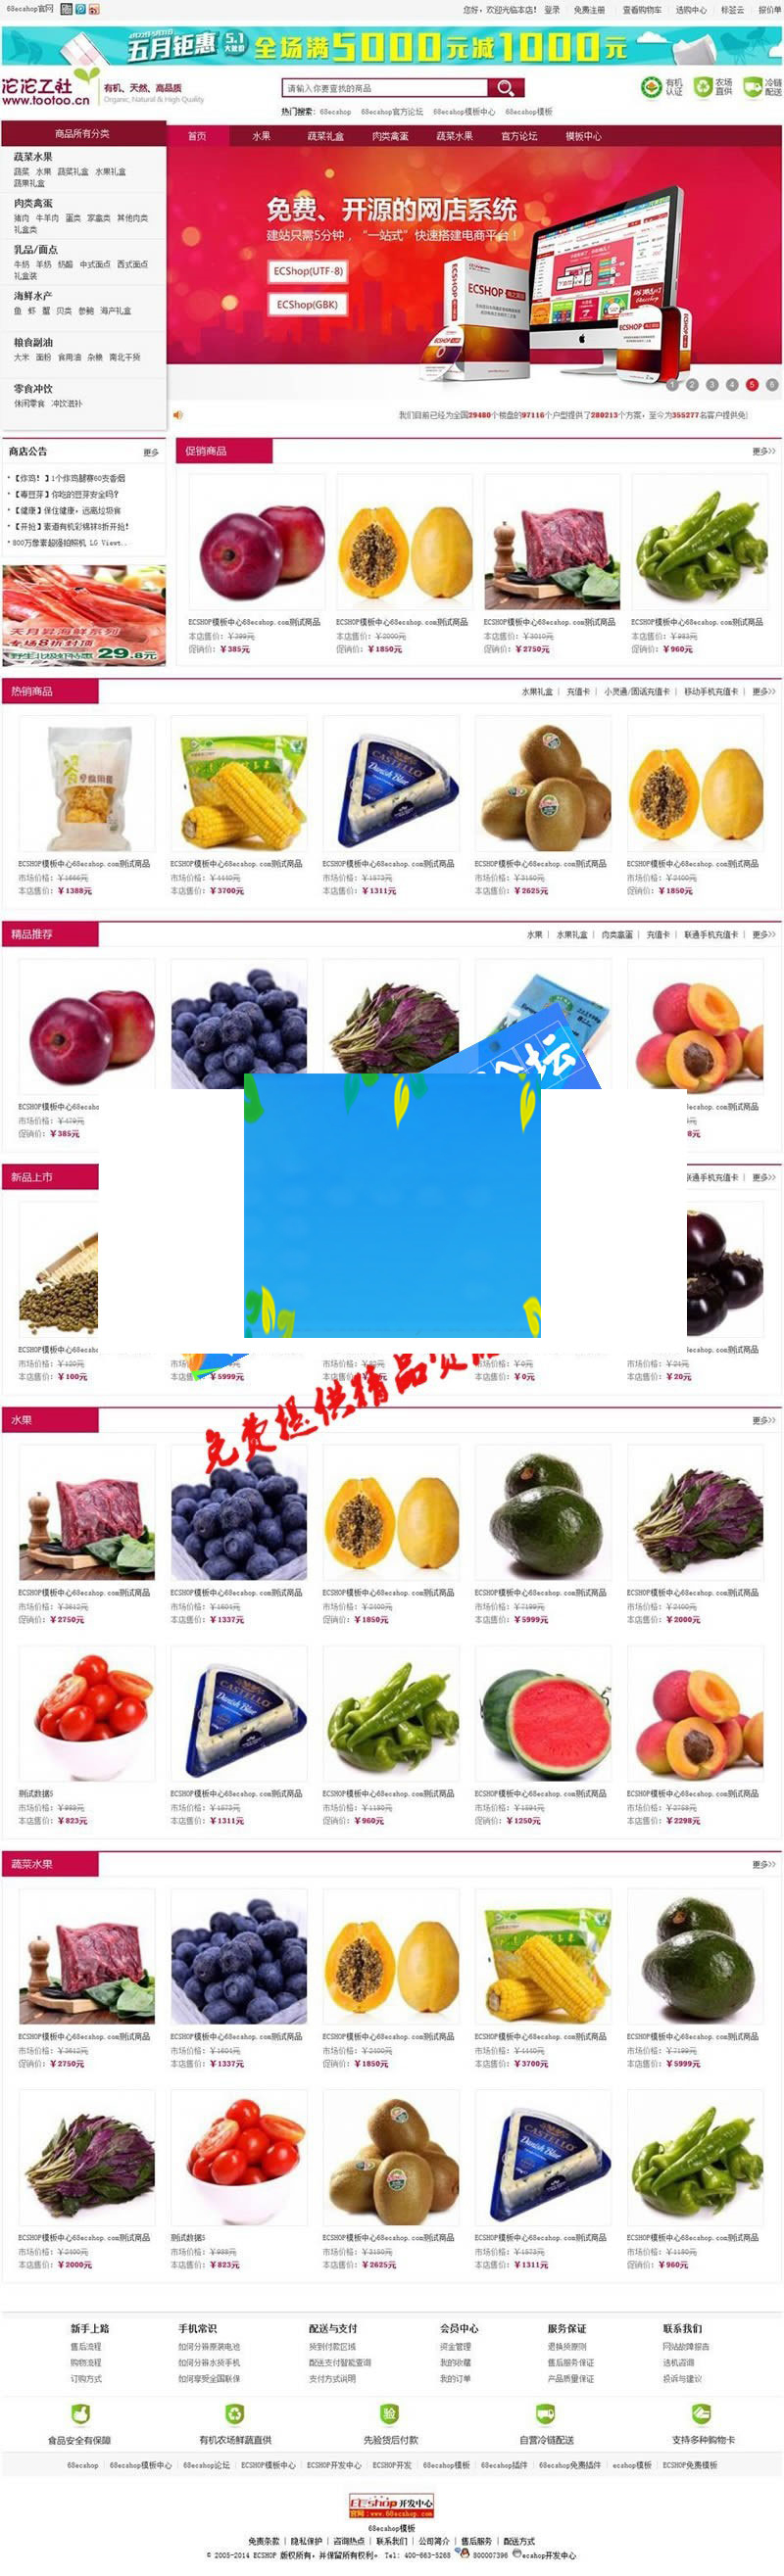 68ecshop官网
您好，欢迎光临本店！ 登录 免费注册 查看购物车 选购中心 标签云 报价单
五月钜惠 5.1 大放价 全场满5000元减1000元
沱沱工社 有机、天然、高品质
www.tootoo.cn Organic, Natural & High Quality
请输入你要查找的商品
有机认证 农场直供 冷链配送
热门搜索： 68ecshop 68ecshop官方论坛 68ecshop模板中心 68ecshop模板
商品所有分类
首页 水果 蔬菜礼盒 肉类禽蛋 蔬菜水果 官方论坛 模板中心
蔬菜水果
蔬菜 水果 蔬菜礼盒 水果礼盒
蔬果礼盒
肉类禽蛋
猪肉 牛羊肉 蛋类 家禽类 其他肉类
礼盒类
乳品/面点
牛奶 羊奶 奶酪 中式面点 西式面点
礼盒装
海鲜水产
鱼 虾 蟹 贝类 参鲍 海产礼盒
粮食副油
大米 面粉 食用油 杂粮 南北干货
零食冲饮
休闲零食 冲饮滋补
免费、开源的网店系统
建站只需5分钟，“一站式”快速搭建电商平台！
ECShop(UTF-8)
ECShop(GBK)
ECSHOP
ECSHOP
1 2 3 4 5 6
我们目前已经为全国29480个楼盘的97116个户型提供了280213个方案，至今为355277名客户提供免
商店公告 更多
·【你鸡！】1个炸鸡腿赛60支香烟
·【毒豆芽】你吃的豆芽安全吗？
·【健康】保住健康，远离垃圾食
·【开抢】素道有机彩棉袜8折开抢！
·800万像素超强拍照机 LG Viewt..
专场8折封顶
29.8元
促销商品 更多>>
ECSHOP模板中心68ecshop.com测试商品 ECSHOP模板中心68ecshop.com测试商品 ECSHOP模板中心68ecshop.com测试商品 ECSHOP模板中心68ecshop.com测试商品
本店售价：￥399元 本店售价：￥2000元 本店售价：￥3010元 本店售价：￥983元
促销价：￥385元 促销价：￥1850元 促销价：￥2750元 促销价：￥960元
热销商品 水果礼盒 | 充值卡 | 小灵通/固话充值卡 | 移动手机充值卡 | 更多>>
CASTELLO Danish Blue
ECSHOP模板中心68ecshop.com测试商品 ECSHOP模板中心68ecshop.com测试商品 ECSHOP模板中心68ecshop.com测试商品 ECSHOP模板中心68ecshop.com测试商品 ECSHOP模板中心68ecshop.com测试商品
市场价格：￥1666元 市场价格：￥4440元 市场价格：￥1573元 市场价格：￥3150元 市场价格：￥2400元
本店售价：￥1388元 本店售价：￥3700元 本店售价：￥1311元 本店售价：￥2625元 促销价：￥1850元
精品推荐 水果 | 水果礼盒 | 肉类禽蛋 | 充值卡 | 联通手机充值卡 | 更多>>
坛
ECSHOP模板中心68ecsho ecshop.com测试商品
市场价格：￥479元
促销价：￥385元 8元
新品上市 联通手机充值卡 | 更多>>
ECSHOP模板中心68ecsho ecshop.com测试商品
市场价格：￥120元 市场价格：￥0元 市场价格：￥24元
本店售价：￥100元 本店售价：￥5999元 本店售价：￥0元 本店售价：￥20元
免费提供精品资源
水果 更多>>
ECSHOP模板中心68ecshop.com测试商品 ECSHOP模板中心68ecshop.com测试商品 ECSHOP模板中心68ecshop.com测试商品 ECSHOP模板中心68ecshop.com测试商品 ECSHOP模板中心68ecshop.com测试商品
市场价格：￥3612元 市场价格：￥1604元 市场价格：￥2400元 市场价格：￥7199元 市场价格：￥2400元
促销价：￥2750元 本店售价：￥1337元 促销价：￥1850元 本店售价：￥5999元 本店售价：￥2000元
CASTELLO Danish Blue
测试数据5 ECSHOP模板中心68ecshop.com测试商品 ECSHOP模板中心68ecshop.com测试商品 ECSHOP模板中心68ecshop.com测试商品 ECSHOP模板中心68ecshop.com测试商品
市场价格：￥988元 市场价格：￥1573元 市场价格：￥1180元 市场价格：￥1591元 市场价格：￥2758元
本店售价：￥823元 本店售价：￥1311元 促销价：￥960元 促销价：￥1250元 本店售价：￥2298元
蔬菜水果 更多>>
ECSHOP模板中心68ecshop.com测试商品 ECSHOP模板中心68ecshop.com测试商品 ECSHOP模板中心68ecshop.com测试商品 ECSHOP模板中心68ecshop.com测试商品 ECSHOP模板中心68ecshop.com测试商品
市场价格：￥3612元 市场价格：￥1604元 市场价格：￥2400元 市场价格：￥4440元 市场价格：￥7199元
促销价：￥2750元 本店售价：￥1337元 促销价：￥1850元 本店售价：￥3700元 本店售价：￥5999元
CASTELLO Danish Blue
ECSHOP模板中心68ecshop.com测试商品 测试数据5 ECSHOP模板中心68ecshop.com测试商品 ECSHOP模板中心68ecshop.com测试商品 ECSHOP模板中心68ecshop.com测试商品
市场价格：￥2400元 市场价格：￥988元 市场价格：￥3150元 市场价格：￥1573元 市场价格：￥1180元
本店售价：￥2000元 本店售价：￥823元 本店售价：￥2625元 本店售价：￥1311元 促销价：￥960元
新手上路 手机常识 配送与支付 会员中心 服务保证 联系我们
售后流程 如何分辨原装电池 货到付款区域 资金管理 退换货原则 网站故障报告
购物流程 如何分辨水货手机 配送支付智能查询 我的收藏 售后服务保证 选机咨询
订购方式 如何享受全国联保 支付方式说明 我的订单 产品质量保证 投诉与建议
验
食品安全有保障 有机农场鲜蔬直供 先验货后付款 自营冷链配送 支持多种购物卡
68ecshop 68ecshop模板中心 68ecshop论坛 ECSHOP模板中心 ECSHOP开发中心 ECSHOP开发 68ecshop模板 68ecshop插件 68ecshop免费插件 ecshop模板 ECSHOP免费模板
ECshop开发中心
官网：www.68ecshop.com
68ecshop模板
免责条款 | 隐私保护 | 咨询热点 | 联系我们 | 公司简介 | 售后服务 | 配送方式
© 2005-2014 ECSHOP 版权所有，并保留所有权利。 Tel: 400-663-5268 800007396 ecshop开发中心